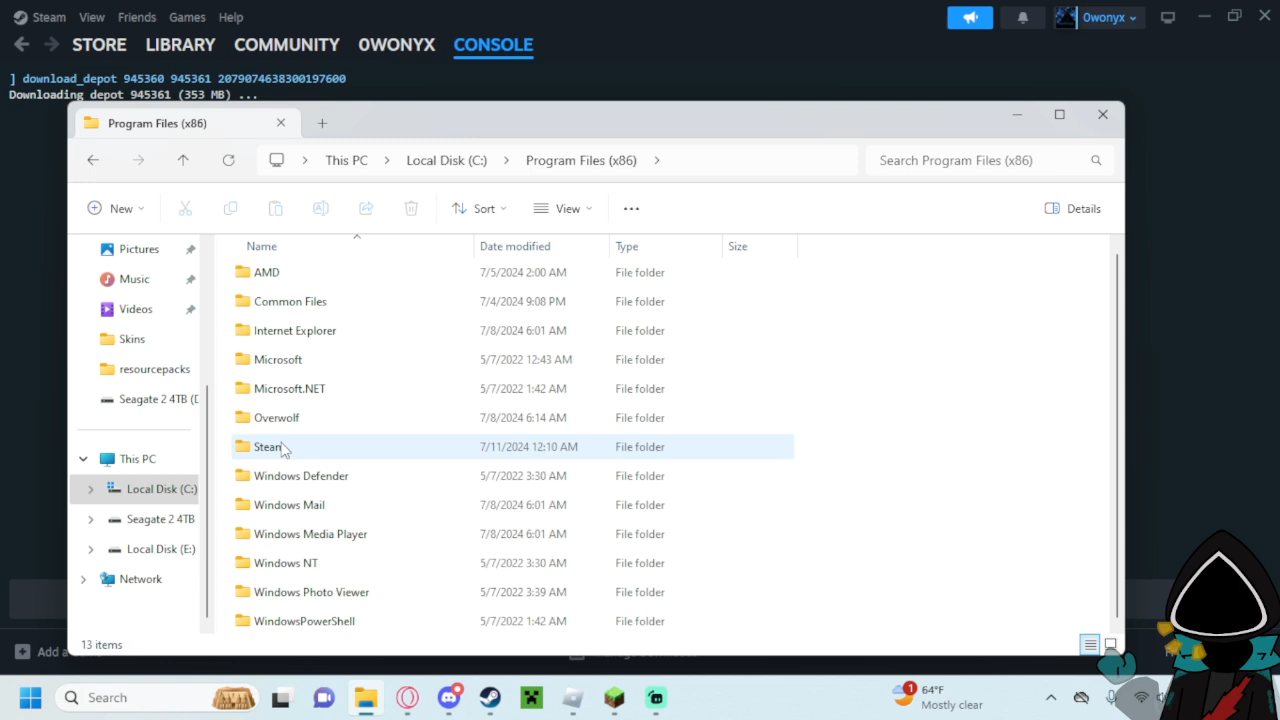 Steam View Friends Games Help 0wonyx
STORE LIBRARY COMMUNITY 0WONYX CONSOLE
] download_depot 945360 945361 2079074638300197600
Downloading depot 945361 (353 MB) ...
Program Files (x86)
This PC Local Disk (C:) Program Files (x86) Search Program Files (x86)
New Sort View Details
Name Date modified Type Size
Pictures
Music
Videos
Skins
resourcepacks
Seagate 2 4TB (D
This PC
Local Disk (C:)
Seagate 2 4TB
Local Disk (E:)
Network
AMD 7/5/2024 2:00 AM File folder
Common Files 7/4/2024 9:08 PM File folder
Internet Explorer 7/8/2024 6:01 AM File folder
Microsoft 5/7/2022 12:43 AM File folder
Microsoft.NET 5/7/2022 1:42 AM File folder
Overwolf 7/8/2024 6:14 AM File folder
Steam 7/11/2024 12:10 AM File folder
Windows Defender 5/7/2022 3:30 AM File folder
Windows Mail 7/8/2024 6:01 AM File folder
Windows Media Player 7/8/2024 6:01 AM File folder
Windows NT 5/7/2022 3:30 AM File folder
Windows Photo Viewer 5/7/2022 3:39 AM File folder
WindowsPowerShell 5/7/2022 1:42 AM File folder
13 items
Add a
Search
1
64°F
Mostly clear